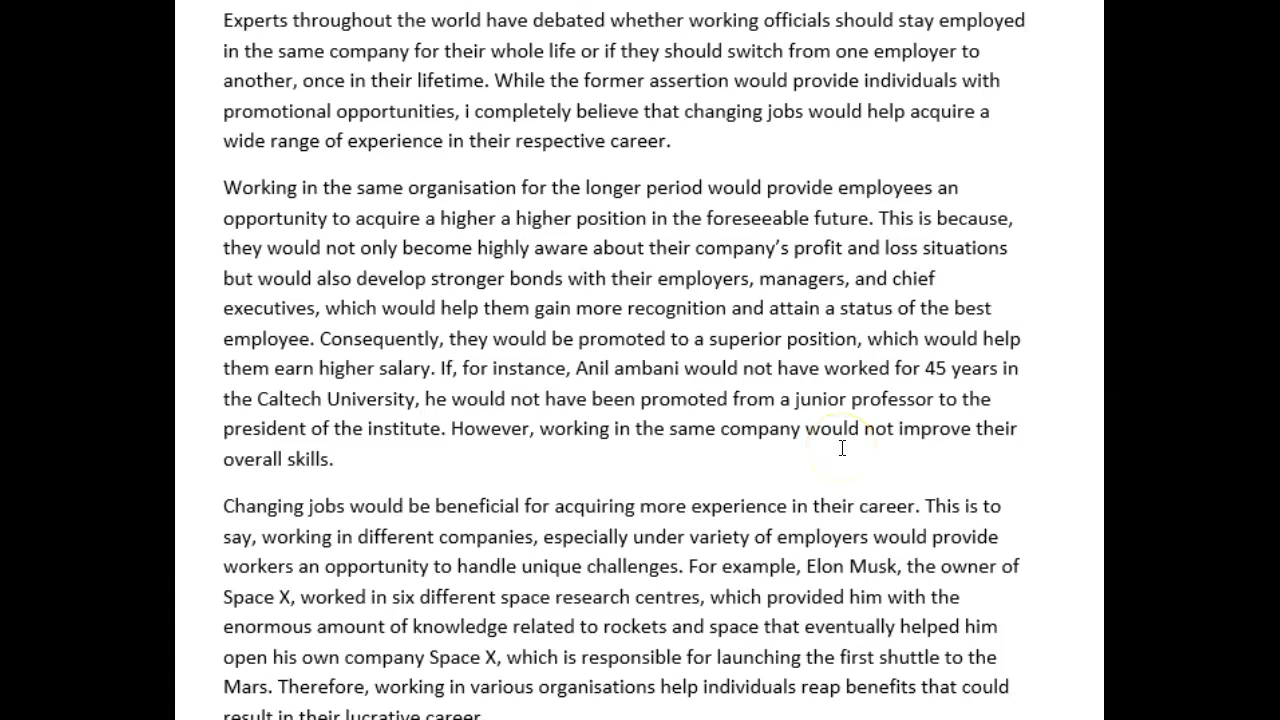 Experts throughout the world have debated whether working officials should stay employed
in the same company for their whole life or if they should switch from one employer to
another, once in their lifetime. While the former assertion would provide individuals with
promotional opportunities, i completely believe that changing jobs would help acquire a
wide range of experience in their respective career.
Working in the same organisation for the longer period would provide employees an
opportunity to acquire a higher a higher position in the foreseeable future. This is because,
they would not only become highly aware about their company's profit and loss situations
but would also develop stronger bonds with their employers, managers, and chief
executives, which would help them gain more recognition and attain a status of the best
employee. Consequently, they would be promoted to a superior position, which would help
them earn higher salary. If, for instance, Anil ambani would not have worked for 45 years in
the Caltech University, he would not have been promoted from a junior professor to the
president of the institute. However, working in the same company would not improve their
overall skills.
Changing jobs would be beneficial for acquiring more experience in their career. This is to
say, working in different companies, especially under variety of employers would provide
workers an opportunity to handle unique challenges. For example, Elon Musk, the owner of
Space X, worked in six different space research centres, which provided him with the
enormous amount of knowledge related to rockets and space that eventually helped him
open his own company Space X, which is responsible for launching the first shuttle to the
Mars. Therefore, working in various organisations help individuals reap benefits that could
result in their lucrative career.